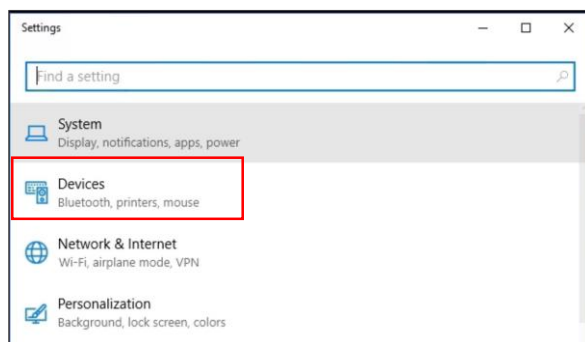 Settings
Find a setting
System
Display, notifications, apps, power
Devices
Bluetooth, printers, mouse
Network & Internet
Wi-Fi, airplane mode, VPN
Personalization
Background, lock screen, colors